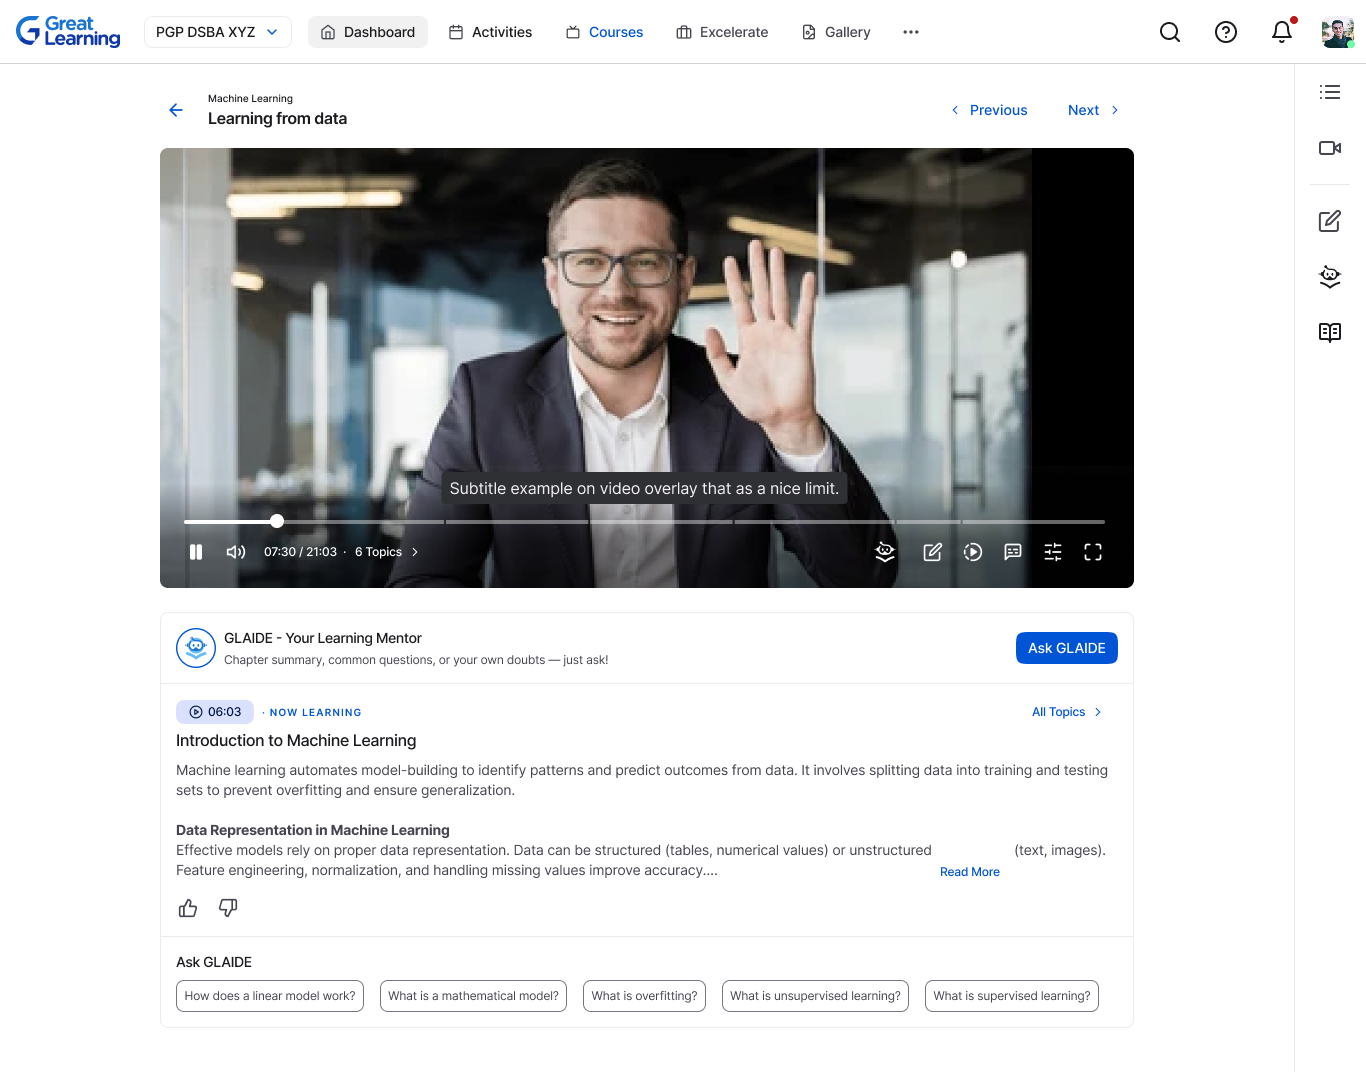 Great Learning
PGP DSBA XYZ
Dashboard
Activities
Courses
Excelerate
Gallery
Machine Learning
Learning from data
Previous
Next
Subtitle example on video overlay that as a nice limit.
07:30 / 21:03 · 6 Topics
GLAIDE - Your Learning Mentor
Chapter summary, common questions, or your own doubts — just ask!
Ask GLAIDE
06:03 · NOW LEARNING
All Topics
Introduction to Machine Learning
Machine learning automates model-building to identify patterns and predict outcomes from data. It involves splitting data into training and testing
sets to prevent overfitting and ensure generalization.
Data Representation in Machine Learning
Effective models rely on proper data representation. Data can be structured (tables, numerical values) or unstructured (text, images).
Feature engineering, normalization, and handling missing values improve accuracy....
Read More
Ask GLAIDE
How does a linear model work?
What is a mathematical model?
What is overfitting?
What is unsupervised learning?
What is supervised learning?